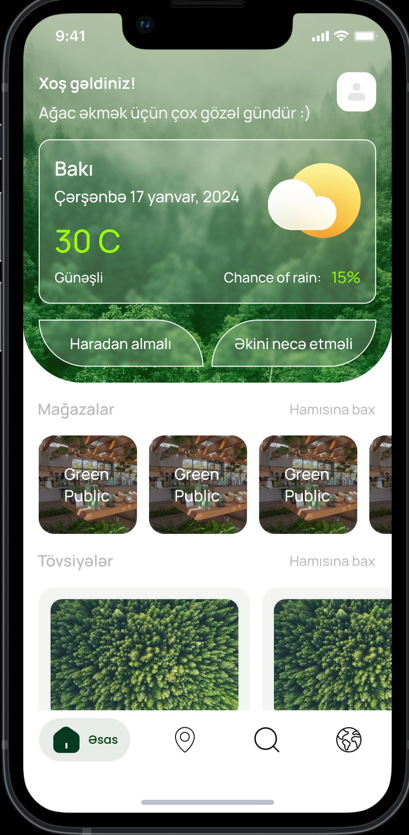 9:41
Xoş gəldiniz!
Ağac əkmək üçün çox gözəl gündür :)
Bakı
Çərşənbə 17 yanvar, 2024
30 C
Günəşli
Chance of rain: 15%
Haradan almalı
Əkini necə etməli
Mağazalar
Hamısına bax
Green
Public
Green
Public
Green
Public
Tövsiyələr
Hamısına bax
Əsas